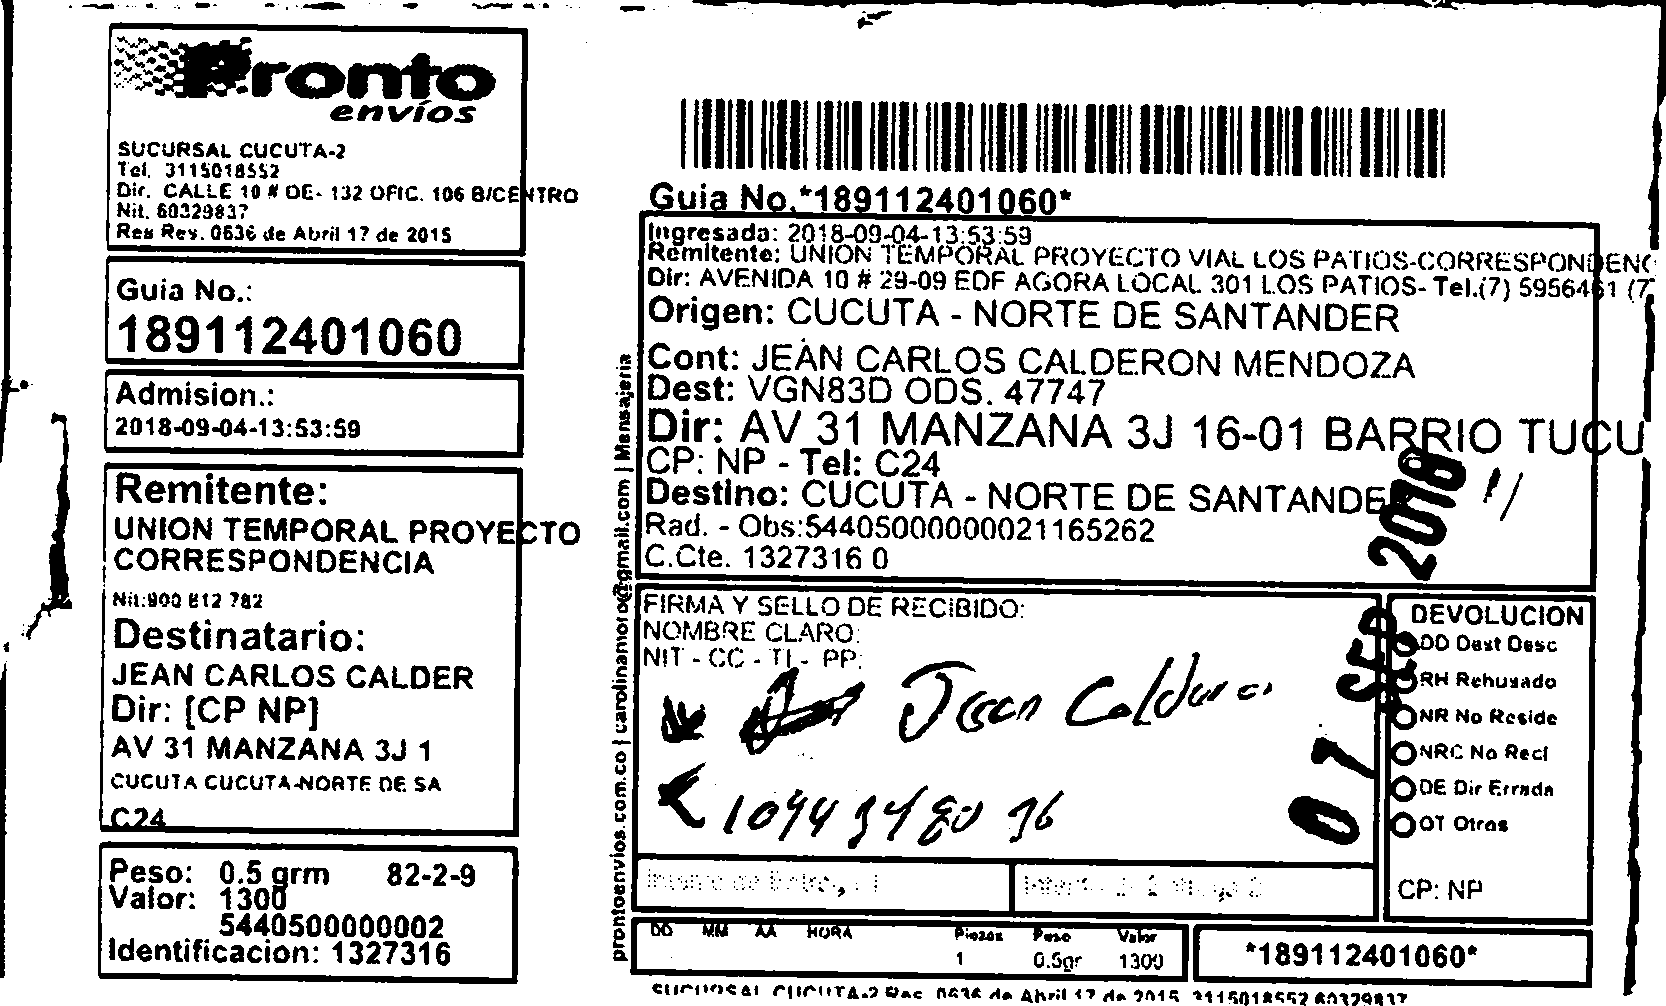 Pronto
envíos
SUCURSAL CUCUTA-2
Tel. 3115018552
Dir. CALLE 10 # OE- 132 OFIC. 106 B/CENTRO
Nit. 60329837
Res Res. 0636 de Abril 17 de 2015
Guia No.:
189112401060
Admision.:
2018-09-04-13:53:59
Remitente:
UNION TEMPORAL PROYECTO
CORRESPONDENCIA
Nit:900 812 782
Destinatario:
JEAN CARLOS CALDER
Dir: [CP NP]
AV 31 MANZANA 3J 1
CUCUTA CUCUTA-NORTE DE SA
C24
Peso: 0.5 grm 82-2-9
Valor: 1300
5440500000002
Identificacion: 1327316
prontoenvios.com.co | carolinamoro@gmail.com | Mensajeria
Guia No.*189112401060*
Ingresada: 2018-09-04-13:53:59
Remitente: UNION TEMPORAL PROYECTO VIAL LOS PATIOS-CORRESPONDENC
Dir: AVENIDA 10 # 29-09 EDF AGORA LOCAL 301 LOS PATIOS- Tel.(7) 5956461 (7
Origen: CUCUTA - NORTE DE SANTANDER
Cont: JEAN CARLOS CALDERON MENDOZA
Dest: VGN83D ODS. 47747
Dir: AV 31 MANZANA 3J 16-01 BARRIO TUCU
CP: NP - Tel: C24
Destino: CUCUTA - NORTE DE SANTANDE
Rad. - Obs:544050000000021165262
C.Cte. 1327316 0
07 SEP 2018
FIRMA Y SELLO DE RECIBIDO:
NOMBRE CLARO:
NIT - CC - TI - PP:
Jean Calderon
DEVOLUCION
DD Dest Desc
RH Rehusado
NR No Reside
NRC No Recl
DE Dir Errada
OT Otros
CP: NP
DD MM AA HORA Piezas Peso Valor
1 0.5gr 1300
*189112401060*
SUCURSAL CUCUTA-2 Res. 0636 de Abril 17 de 2015 3115018552 60329837